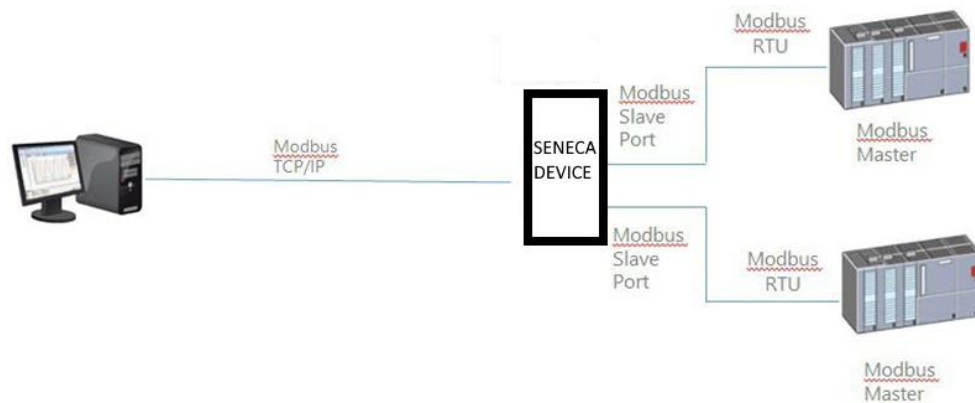 Modbus
TCP/IP
SENECA
DEVICE
Modbus
Slave
Port
Modbus
RTU
Modbus
Master
Modbus
Slave
Port
Modbus
RTU
Modbus
Master